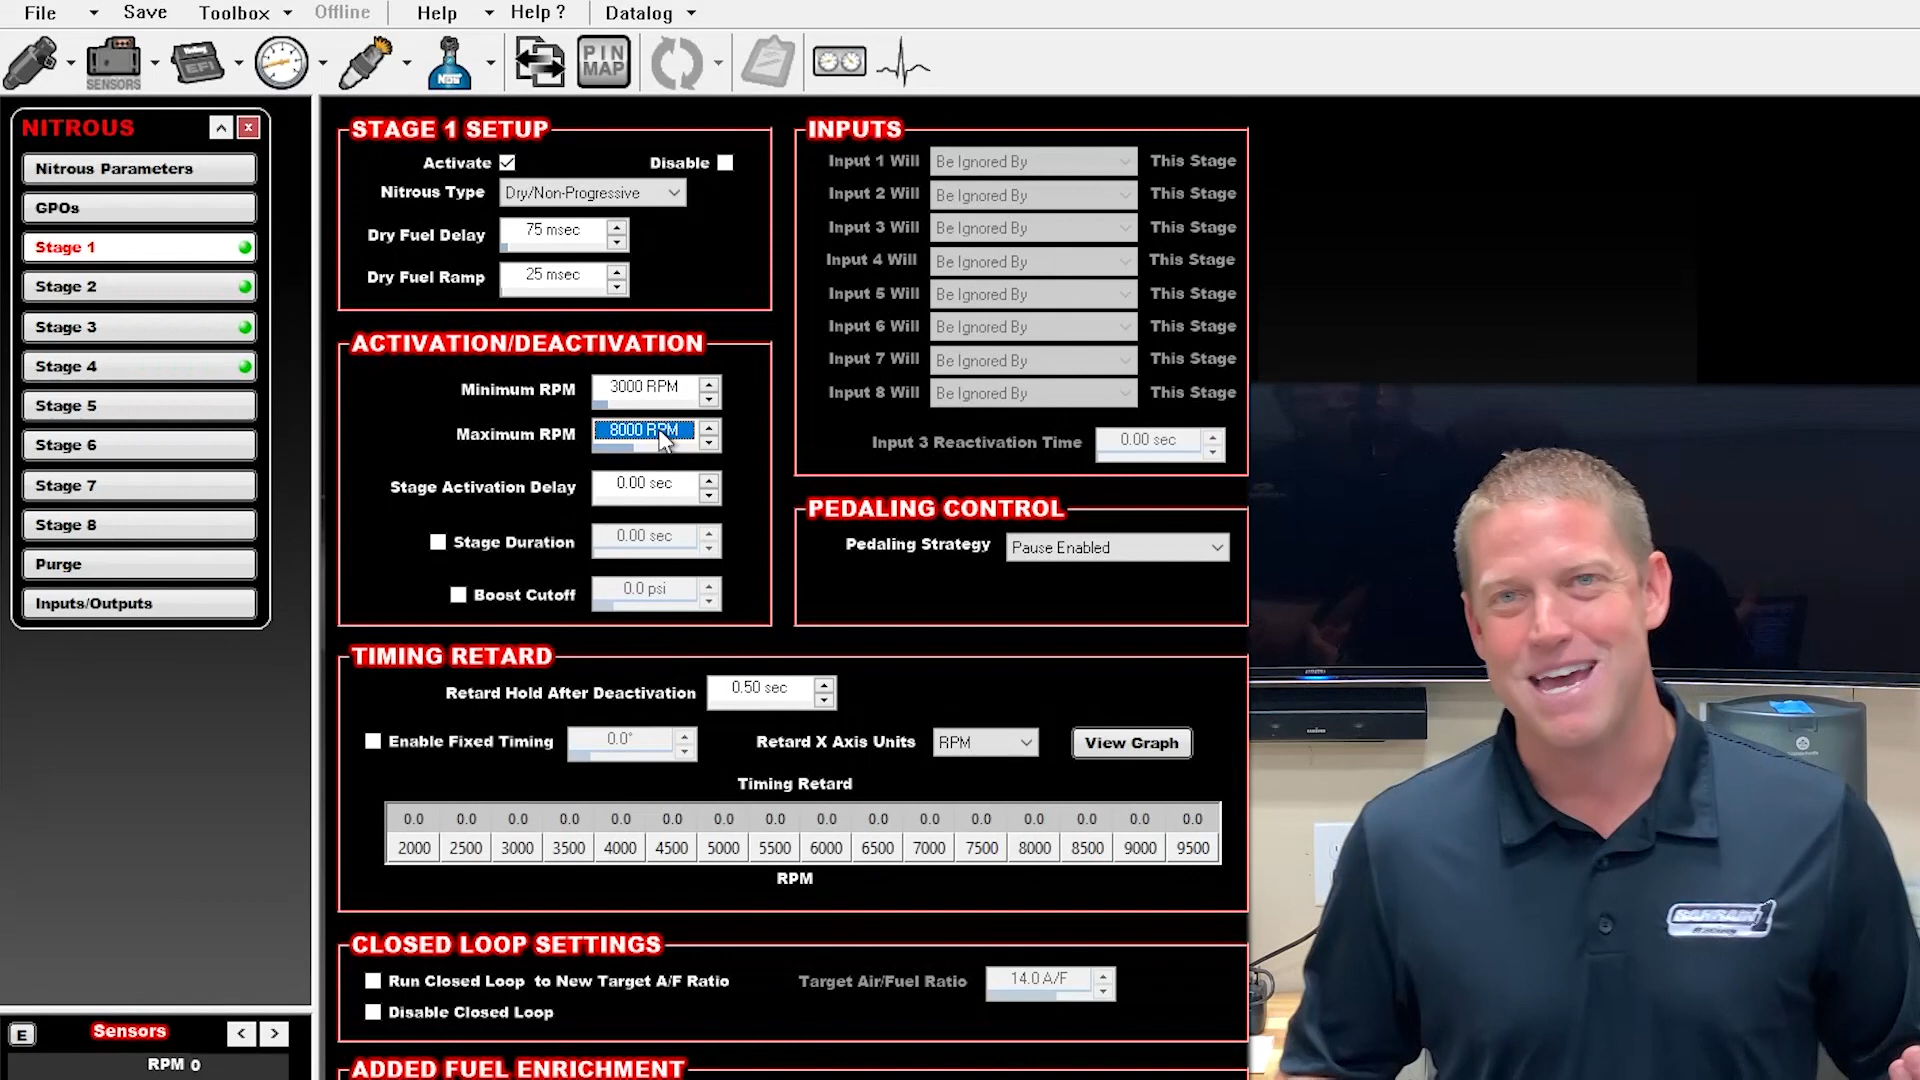 File Save Toolbox Offline Help Help ? Datalog
EFI SENSORS NOS PIN MAP
NITROUS
Nitrous Parameters
GPOs
Stage 1
Stage 2
Stage 3
Stage 4
Stage 5
Stage 6
Stage 7
Stage 8
Purge
Inputs/Outputs
E Sensors < >
RPM 0
STAGE 1 SETUP
Activate Disable
Nitrous Type Dry/Non-Progressive
Dry Fuel Delay 75 msec
Dry Fuel Ramp 25 msec
ACTIVATION/DEACTIVATION
Minimum RPM 3000 RPM
Maximum RPM 8000 RPM
Stage Activation Delay 0.00 sec
Stage Duration 0.00 sec
Boost Cutoff 0.0 psi
INPUTS
Input 1 Will Be Ignored By This Stage
Input 2 Will Be Ignored By This Stage
Input 3 Will Be Ignored By This Stage
Input 4 Will Be Ignored By This Stage
Input 5 Will Be Ignored By This Stage
Input 6 Will Be Ignored By This Stage
Input 7 Will Be Ignored By This Stage
Input 8 Will Be Ignored By This Stage
Input 3 Reactivation Time 0.00 sec
PEDALING CONTROL
Pedaling Strategy Pause Enabled
TIMING RETARD
Retard Hold After Deactivation 0.50 sec
Enable Fixed Timing 0.0° Retard X Axis Units RPM View Graph
Timing Retard
0.0 0.0 0.0 0.0 0.0 0.0 0.0 0.0 0.0 0.0 0.0 0.0 0.0 0.0 0.0 0.0
2000 2500 3000 3500 4000 4500 5000 5500 6000 6500 7000 7500 8000 8500 9000 9500
RPM
CLOSED LOOP SETTINGS
Run Closed Loop to New Target A/F Ratio Target Air/Fuel Ratio 14.0 A/F
Disable Closed Loop
ADDED FUEL ENRICHMENT